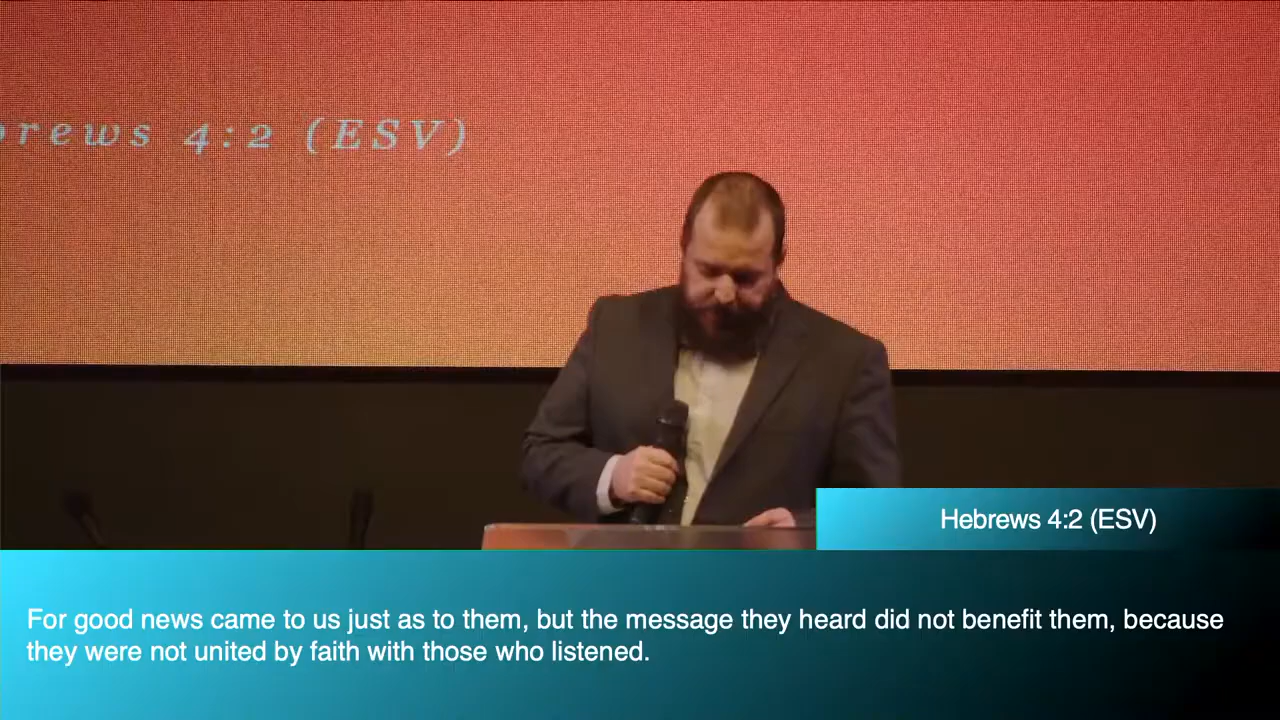 brews 4:2 (ESV)
Hebrews 4:2 (ESV)
For good news came to us just as to them, but the message they heard did not benefit them, because
they were not united by faith with those who listened.